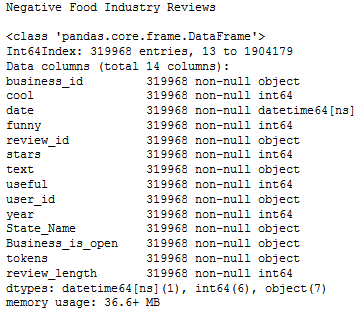 Negative Food Industry Reviews
<class 'pandas.core.frame.DataFrame'>
Int64Index: 319968 entries, 13 to 1904179
Data columns (total 14 columns):
business_id 319968 non-null object
cool 319968 non-null int64
date 319968 non-null datetime64[ns]
funny 319968 non-null int64
review_id 319968 non-null object
stars 319968 non-null int64
text 319968 non-null object
useful 319968 non-null int64
user_id 319968 non-null object
year 319968 non-null int64
State_Name 319968 non-null object
Business_is_open 319968 non-null object
tokens 319968 non-null object
review_length 319968 non-null int64
dtypes: datetime64[ns](1), int64(6), object(7)
memory usage: 36.6+ MB